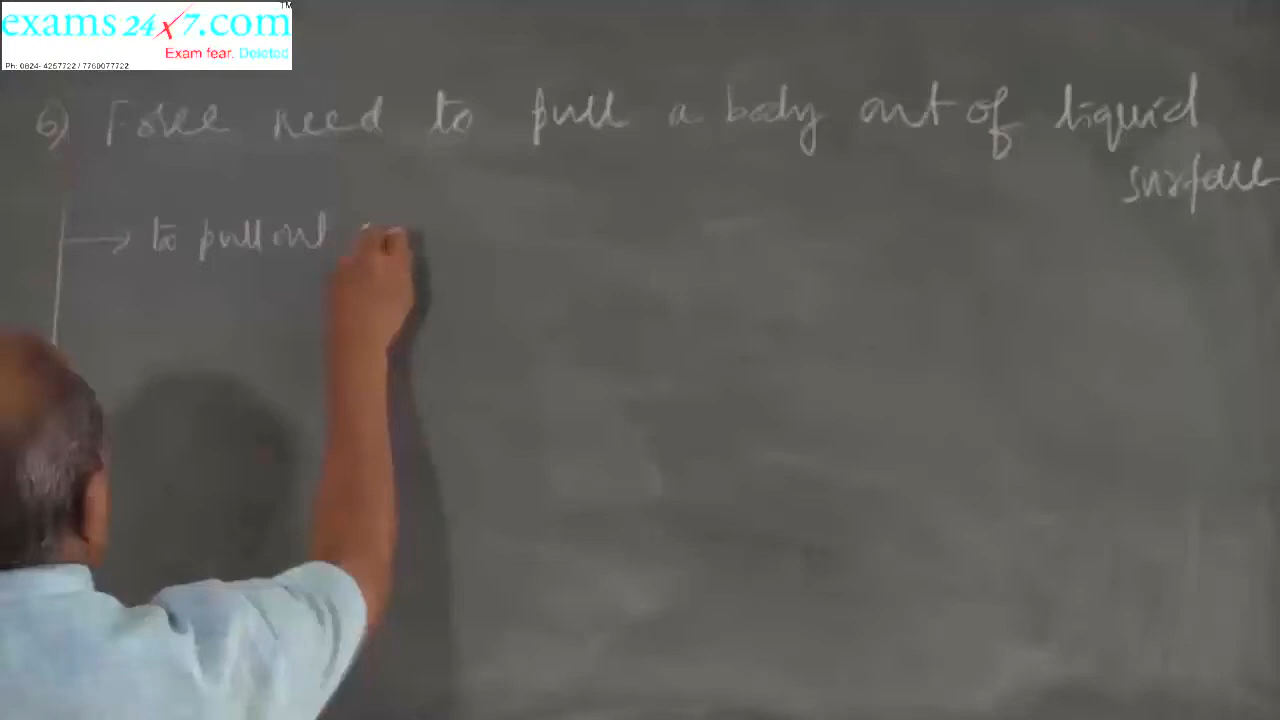 exams24x7.com
TM
Exam fear. Deleted
Ph: 0824- 4257722 / 7760077722
6) Force need to pull a body out of liquid
surface
→ to pull out